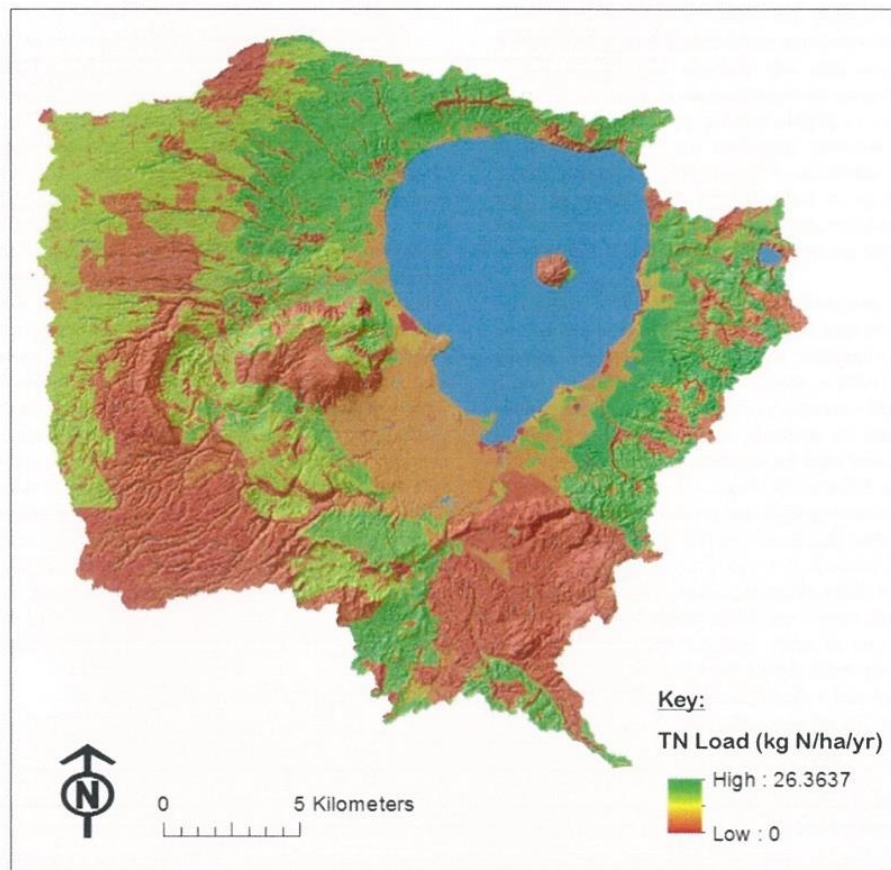 Key:
TN Load (kg N/ha/yr)
High : 26.3637
Low : 0
N
0 5 Kilometers